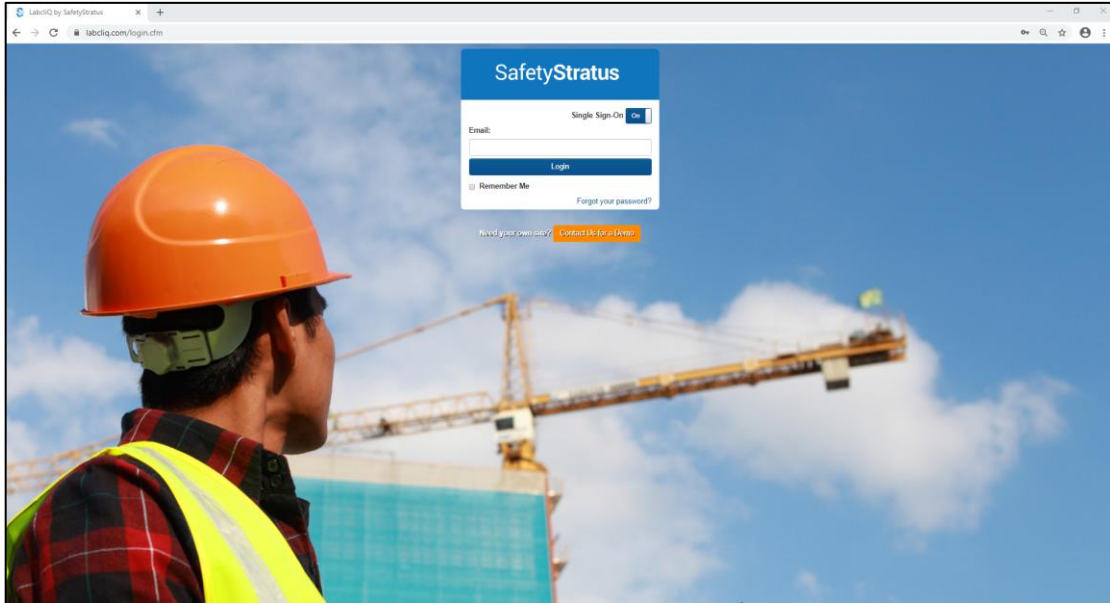 LabcliQ by SafetyStratus
labcliq.com/login.cfm
SafetyStratus
Single Sign-On On
Email:
Login
Remember Me
Forgot your password?
Need your own site? Contact Us for a Demo